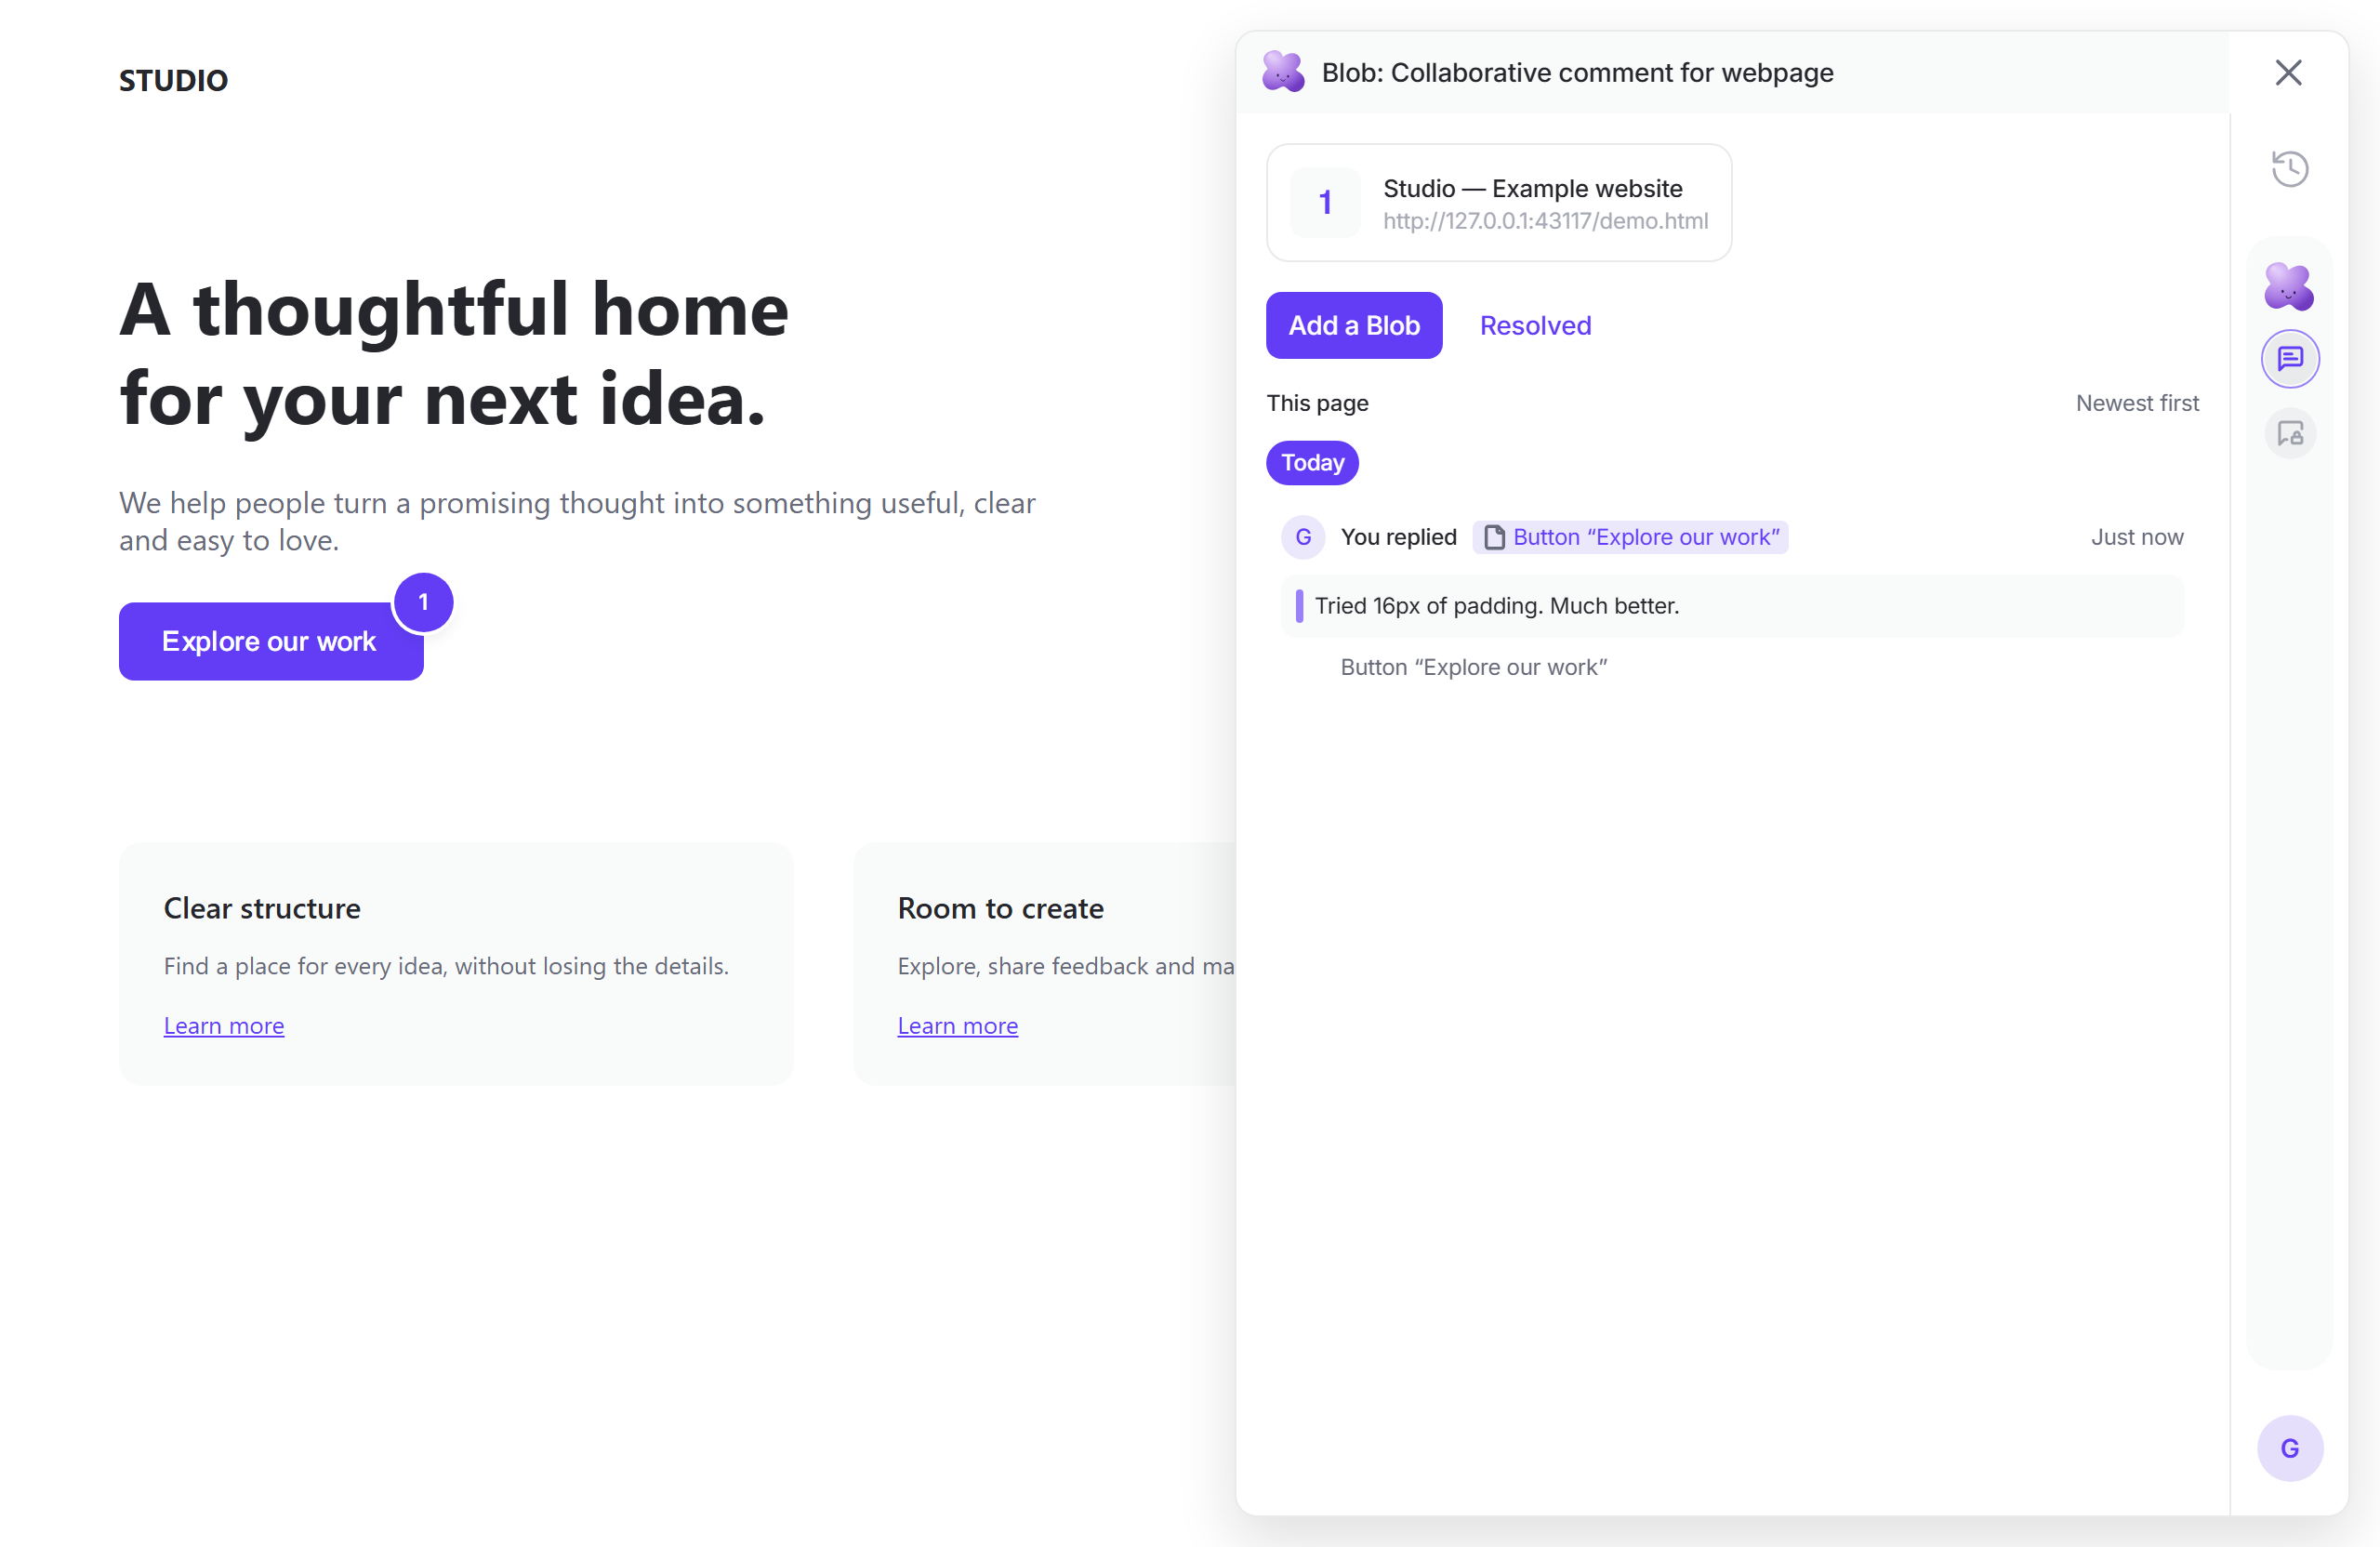 STUDIO
A thoughtful home
for your next idea.
We help people turn a promising thought into something useful, clear
and easy to love.
1
Explore our work
Clear structure
Find a place for every idea, without losing the details.
Learn more
Room to create
Explore, share feedback and ma
Learn more
Blob: Collaborative comment for webpage
1
Studio — Example website
http://127.0.0.1:43117/demo.html
Add a Blob
Resolved
This page
Newest first
Today
G
You replied
Button “Explore our work”
Just now
Tried 16px of padding. Much better.
Button “Explore our work”
G